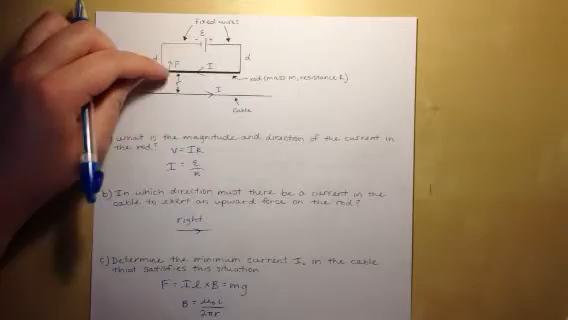 fixed wires
ε
- +
d d
F I
rod (mass m, resistance R)
r
I
cable
what is the magnitude and direction of the current in
the rod?
V = IR
I = ε/R
b) In which direction must there be a current in the
cable to exert an upward force on the rod?
right
c) Determine the minimum current Io in the cable
that satisfies this situation
F = Il × B = mg
B = μ₀I/2πr